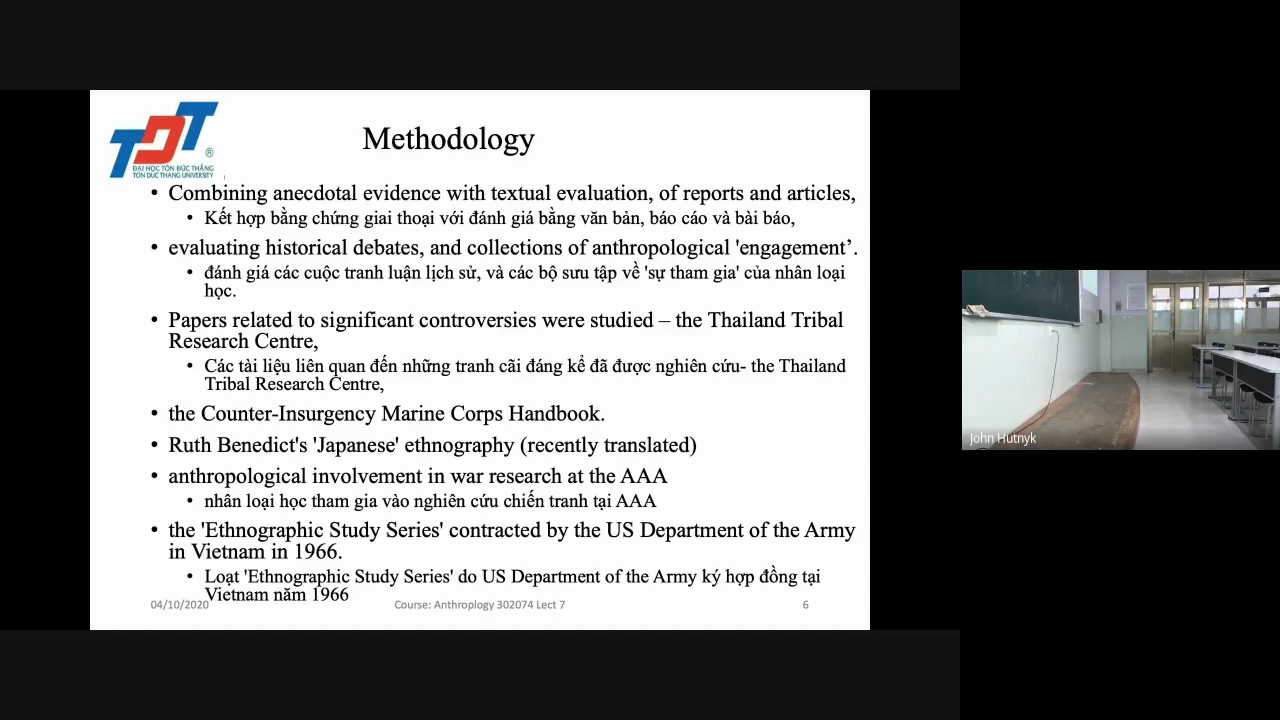 ĐẠI HỌC TÔN ĐỨC THẮNG
TON DUC THANG UNIVERSITY
®
Methodology
• Combining anecdotal evidence with textual evaluation, of reports and articles,
• Kết hợp bằng chứng giai thoại với đánh giá bằng văn bản, báo cáo và bài báo,
• evaluating historical debates, and collections of anthropological 'engagement’.
• đánh giá các cuộc tranh luận lịch sử, và các bộ sưu tập về 'sự tham gia' của nhân loại
học.
• Papers related to significant controversies were studied – the Thailand Tribal
Research Centre,
• Các tài liệu liên quan đến những tranh cãi đáng kể đã được nghiên cứu- the Thailand
Tribal Research Centre,
• the Counter-Insurgency Marine Corps Handbook.
• Ruth Benedict's 'Japanese' ethnography (recently translated)
• anthropological involvement in war research at the AAA
• nhân loại học tham gia vào nghiên cứu chiến tranh tại AAA
• the 'Ethnographic Study Series' contracted by the US Department of the Army
in Vietnam in 1966.
• Loạt 'Ethnographic Study Series' do US Department of the Army ký hợp đồng tại
Vietnam năm 1966
04/10/2020
Course: Anthroplogy 302074 Lect 7
6
John Hutnyk